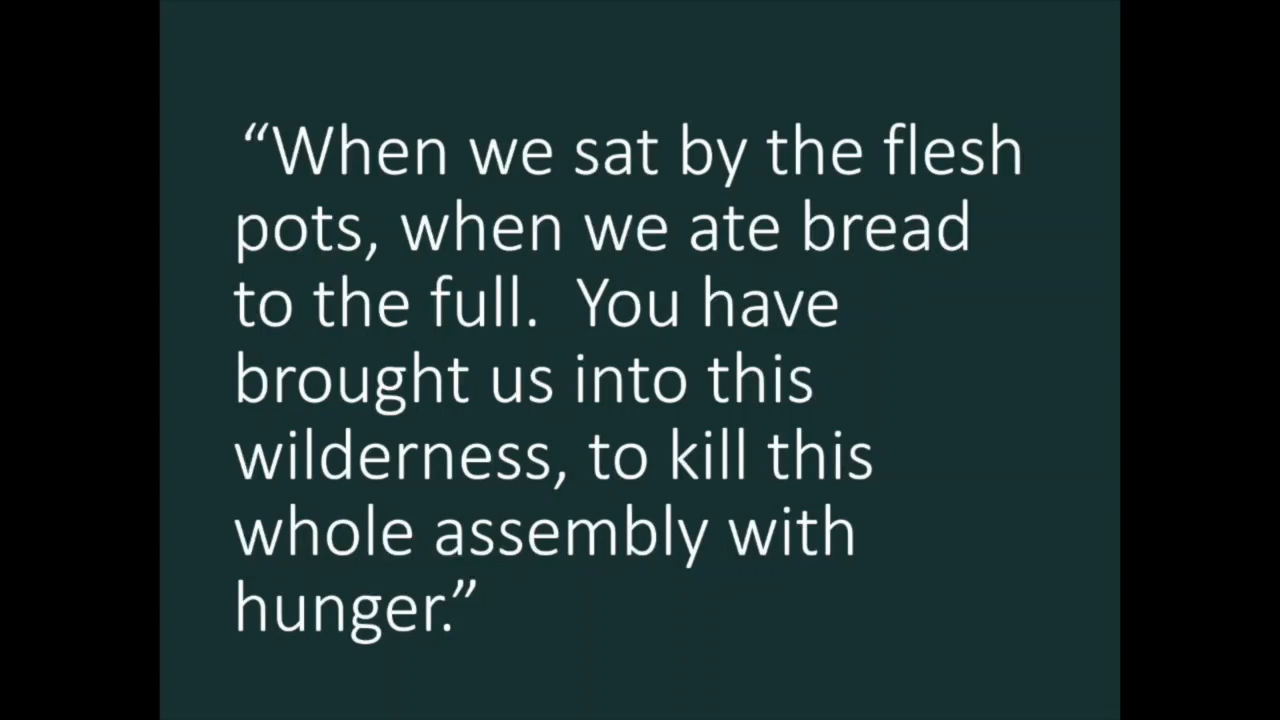 “When we sat by the flesh
pots, when we ate bread
to the full.  You have
brought us into this
wilderness, to kill this
whole assembly with
hunger.”